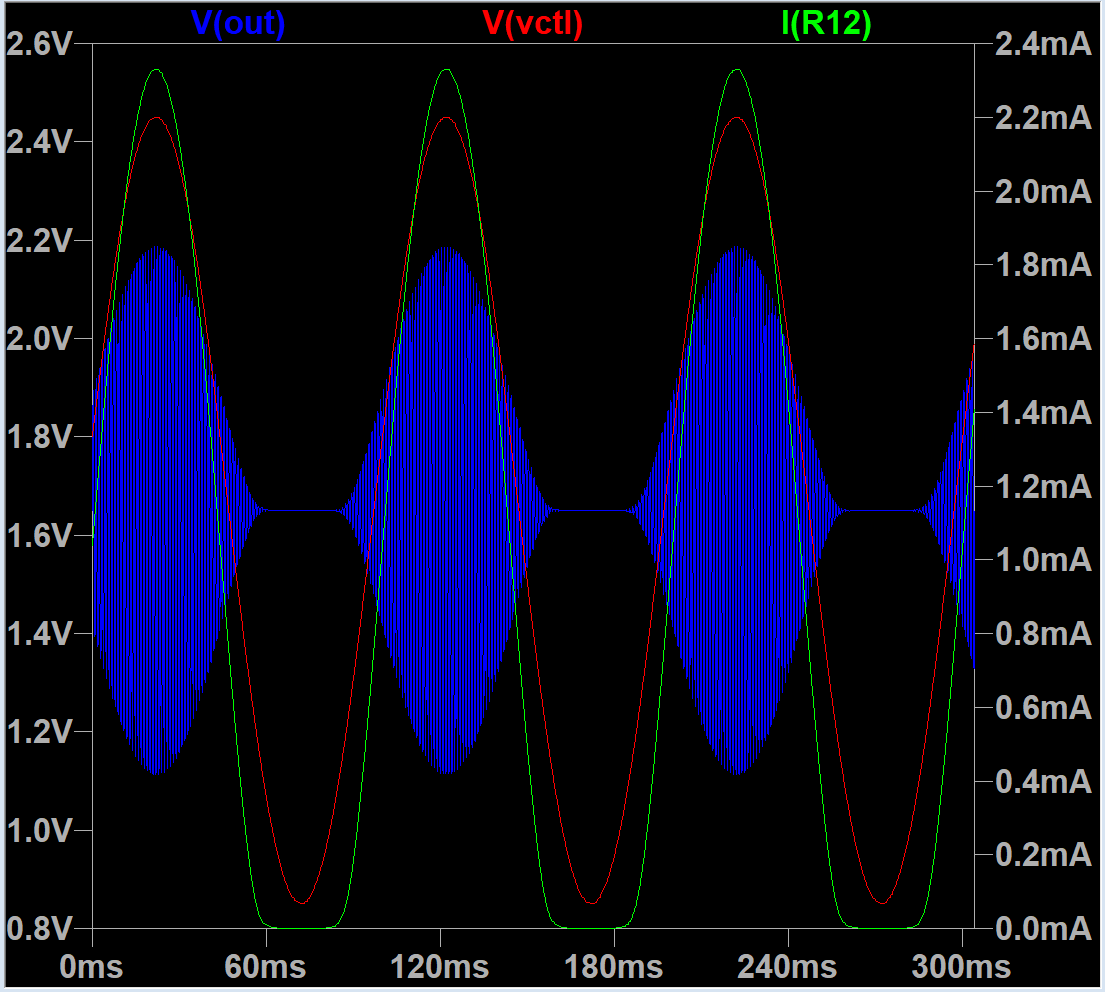 V(out) V(vctl) I(R12)
2.6V 2.4mA
2.4V 2.2mA
2.2V 2.0mA
2.0V 1.8mA
1.8V 1.6mA
1.6V 1.4mA
1.4V 1.2mA
1.2V 1.0mA
1.0V 0.8mA
0.8V 0.6mA
0.4mA
0.2mA
0.0mA
0ms 60ms 120ms 180ms 240ms 300ms